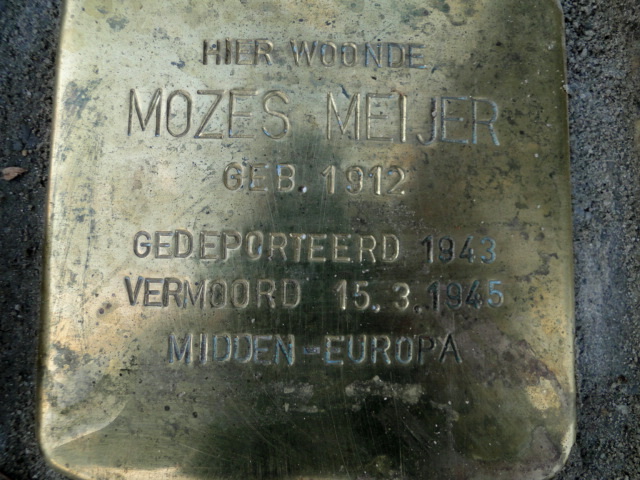 HIER WOONDE
MOZES MEIJER
GEB. 1912
GEDEPORTEERD 1943
VERMOORD 15.3.1945
MIDDEN-EUROPA